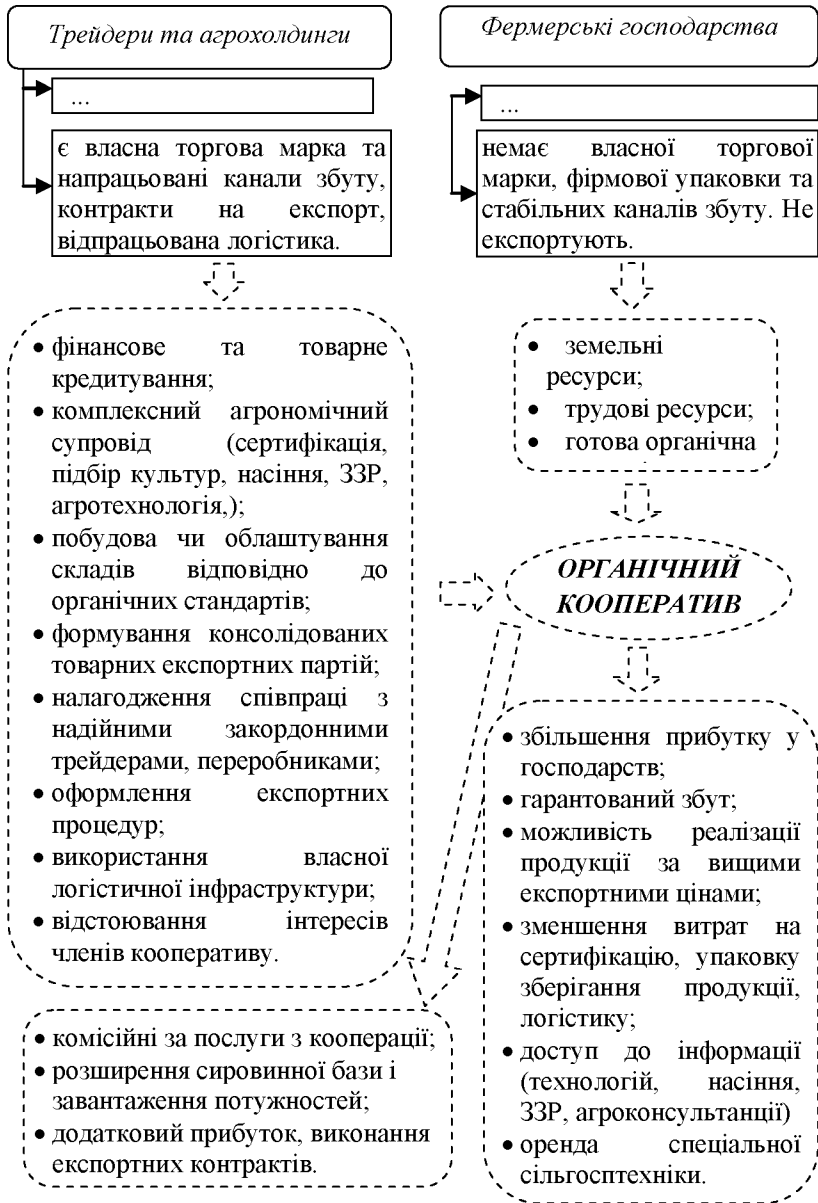 Трейдери та агрохолдинги
...
є власна торгова марка та
напрацьовані канали збуту,
контракти на експорт,
відпрацьована логістика.
• фінансове та товарне
кредитування;
• комплексний агрономічний
супровід (сертифікація,
підбір культур, насіння, ЗЗР,
агротехнологія,);
• побудова чи облаштування
складів відповідно до
органічних стандартів;
• формування консолідованих
товарних експортних партій;
• налагодження співпраці з
надійними закордонними
трейдерами, переробниками;
• оформлення експортних
процедур;
• використання власної
логістичної інфраструктури;
• відстоювання інтересів
членів кооперативу.
• комісійні за послуги з кооперації;
• розширення сировинної бази і
завантаження потужностей;
• додатковий прибуток, виконання
експортних контрактів.
Фермерські господарства
...
немає власної торгової
марки, фірмової упаковки та
стабільних каналів збуту. Не
експортують.
• земельні
ресурси;
• трудові ресурси;
• готова органічна
ОРГАНІЧНИЙ
КООПЕРАТИВ
• збільшення прибутку у
господарств;
• гарантований збут;
• можливість реалізації
продукції за вищими
експортними цінами;
• зменшення витрат на
сертифікацію, упаковку
зберігання продукції,
логістику;
• доступ до інформації
(технологій, насіння,
ЗЗР, агроконсультанції)
• оренда спеціальної
сільгосптехніки.